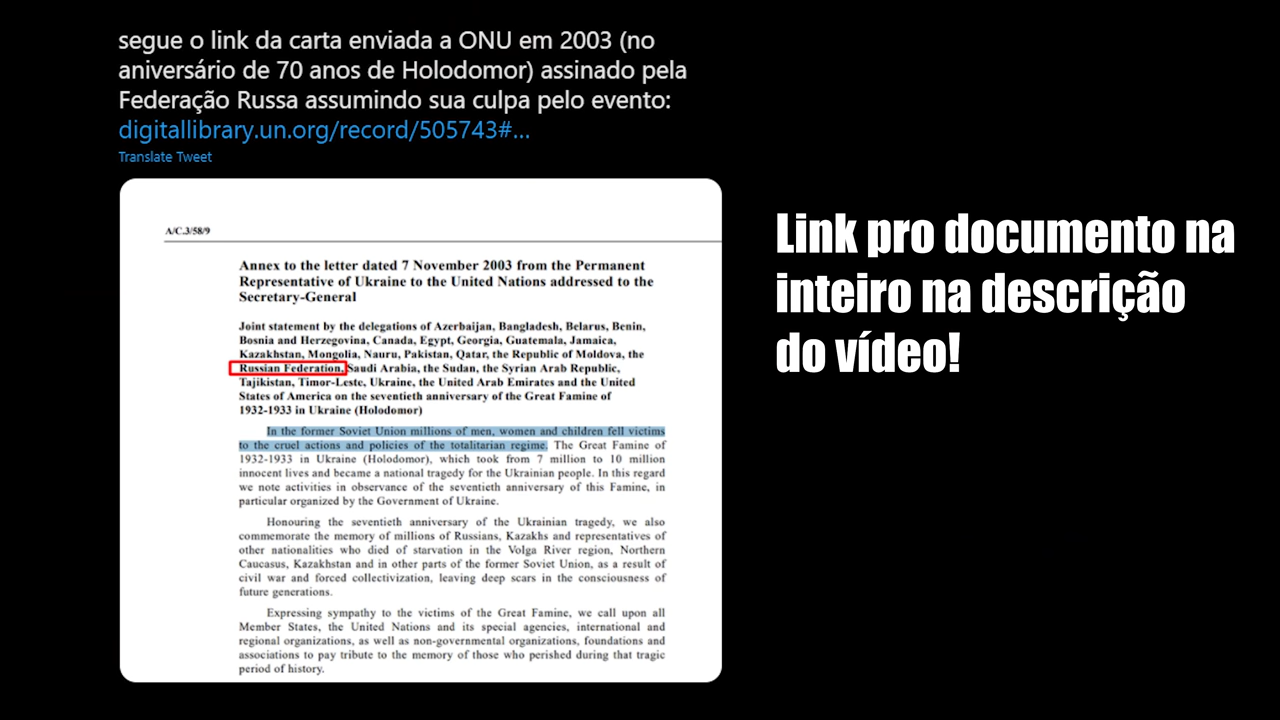 segue o link da carta enviada a ONU em 2003 (no
aniversário de 70 anos de Holodomor) assinado pela
Federação Russa assumindo sua culpa pelo evento:
digitallibrary.un.org/record/505743#...
Translate Tweet
A/C.3/58/9
Annex to the letter dated 7 November 2003 from the Permanent
Representative of Ukraine to the United Nations addressed to the
Secretary-General
Joint statement by the delegations of Azerbaijan, Bangladesh, Belarus, Benin,
Bosnia and Herzegovina, Canada, Egypt, Georgia, Guatemala, Jamaica,
Kazakhstan, Mongolia, Nauru, Pakistan, Qatar, the Republic of Moldova, the
Russian Federation, Saudi Arabia, the Sudan, the Syrian Arab Republic,
Tajikistan, Timor-Leste, Ukraine, the United Arab Emirates and the United
States of America on the seventieth anniversary of the Great Famine of
1932-1933 in Ukraine (Holodomor)
In the former Soviet Union millions of men, women and children fell victims
to the cruel actions and policies of the totalitarian regime. The Great Famine of
1932-1933 in Ukraine (Holodomor), which took from 7 million to 10 million
innocent lives and became a national tragedy for the Ukrainian people. In this regard
we note activities in observance of the seventieth anniversary of this Famine, in
particular organized by the Government of Ukraine.
Honouring the seventieth anniversary of the Ukrainian tragedy, we also
commemorate the memory of millions of Russians, Kazakhs and representatives of
other nationalities who died of starvation in the Volga River region, Northern
Caucasus, Kazakhstan and in other parts of the former Soviet Union, as a result of
civil war and forced collectivization, leaving deep scars in the consciousness of
future generations.
Expressing sympathy to the victims of the Great Famine, we call upon all
Member States, the United Nations and its special agencies, international and
regional organizations, as well as non-governmental organizations, foundations and
associations to pay tribute to the memory of those who perished during that tragic
period of history.
Link pro documento na
inteiro na descrição
do vídeo!